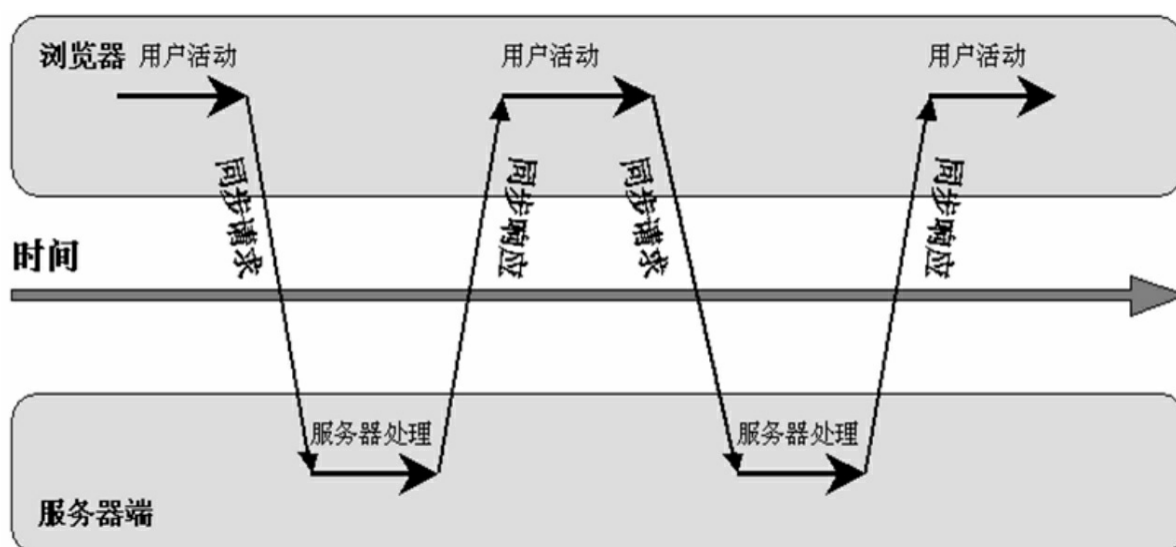 浏览器
用户活动
用户活动
用户活动
同步请求
同步响应
同步请求
同步响应
时间
服务器处理
服务器处理
服务器端